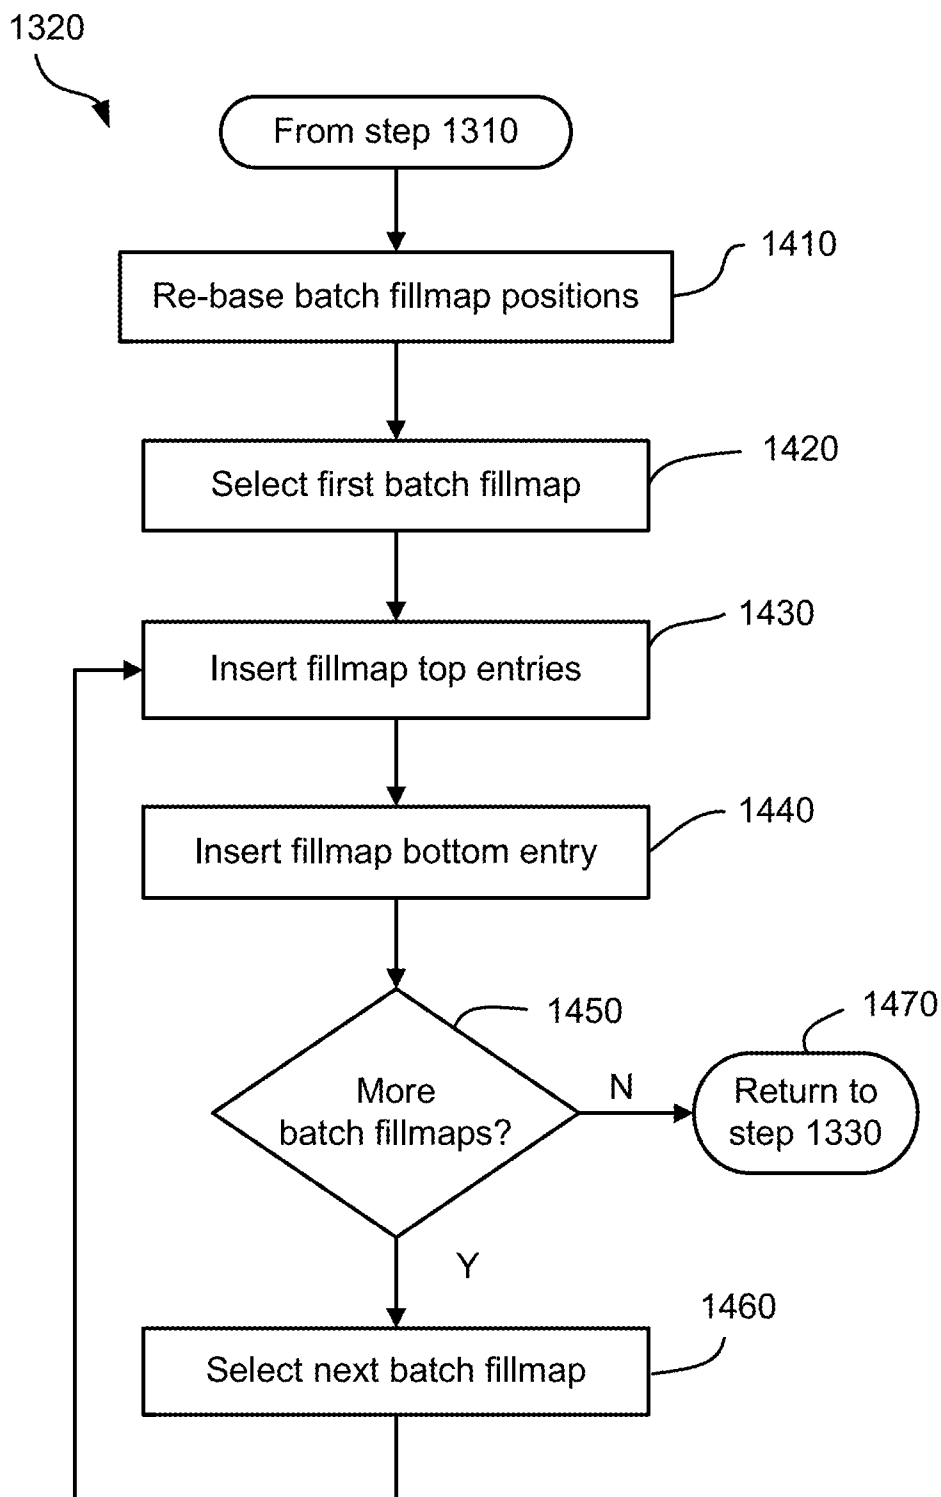 1320
From step 1310
1410
Re-base batch fillmap positions
1420
Select first batch fillmap
1430
Insert fillmap top entries
1440
Insert fillmap bottom entry
1450
More
batch fillmaps?
N
1470
Return to
step 1330
Y
1460
Select next batch fillmap